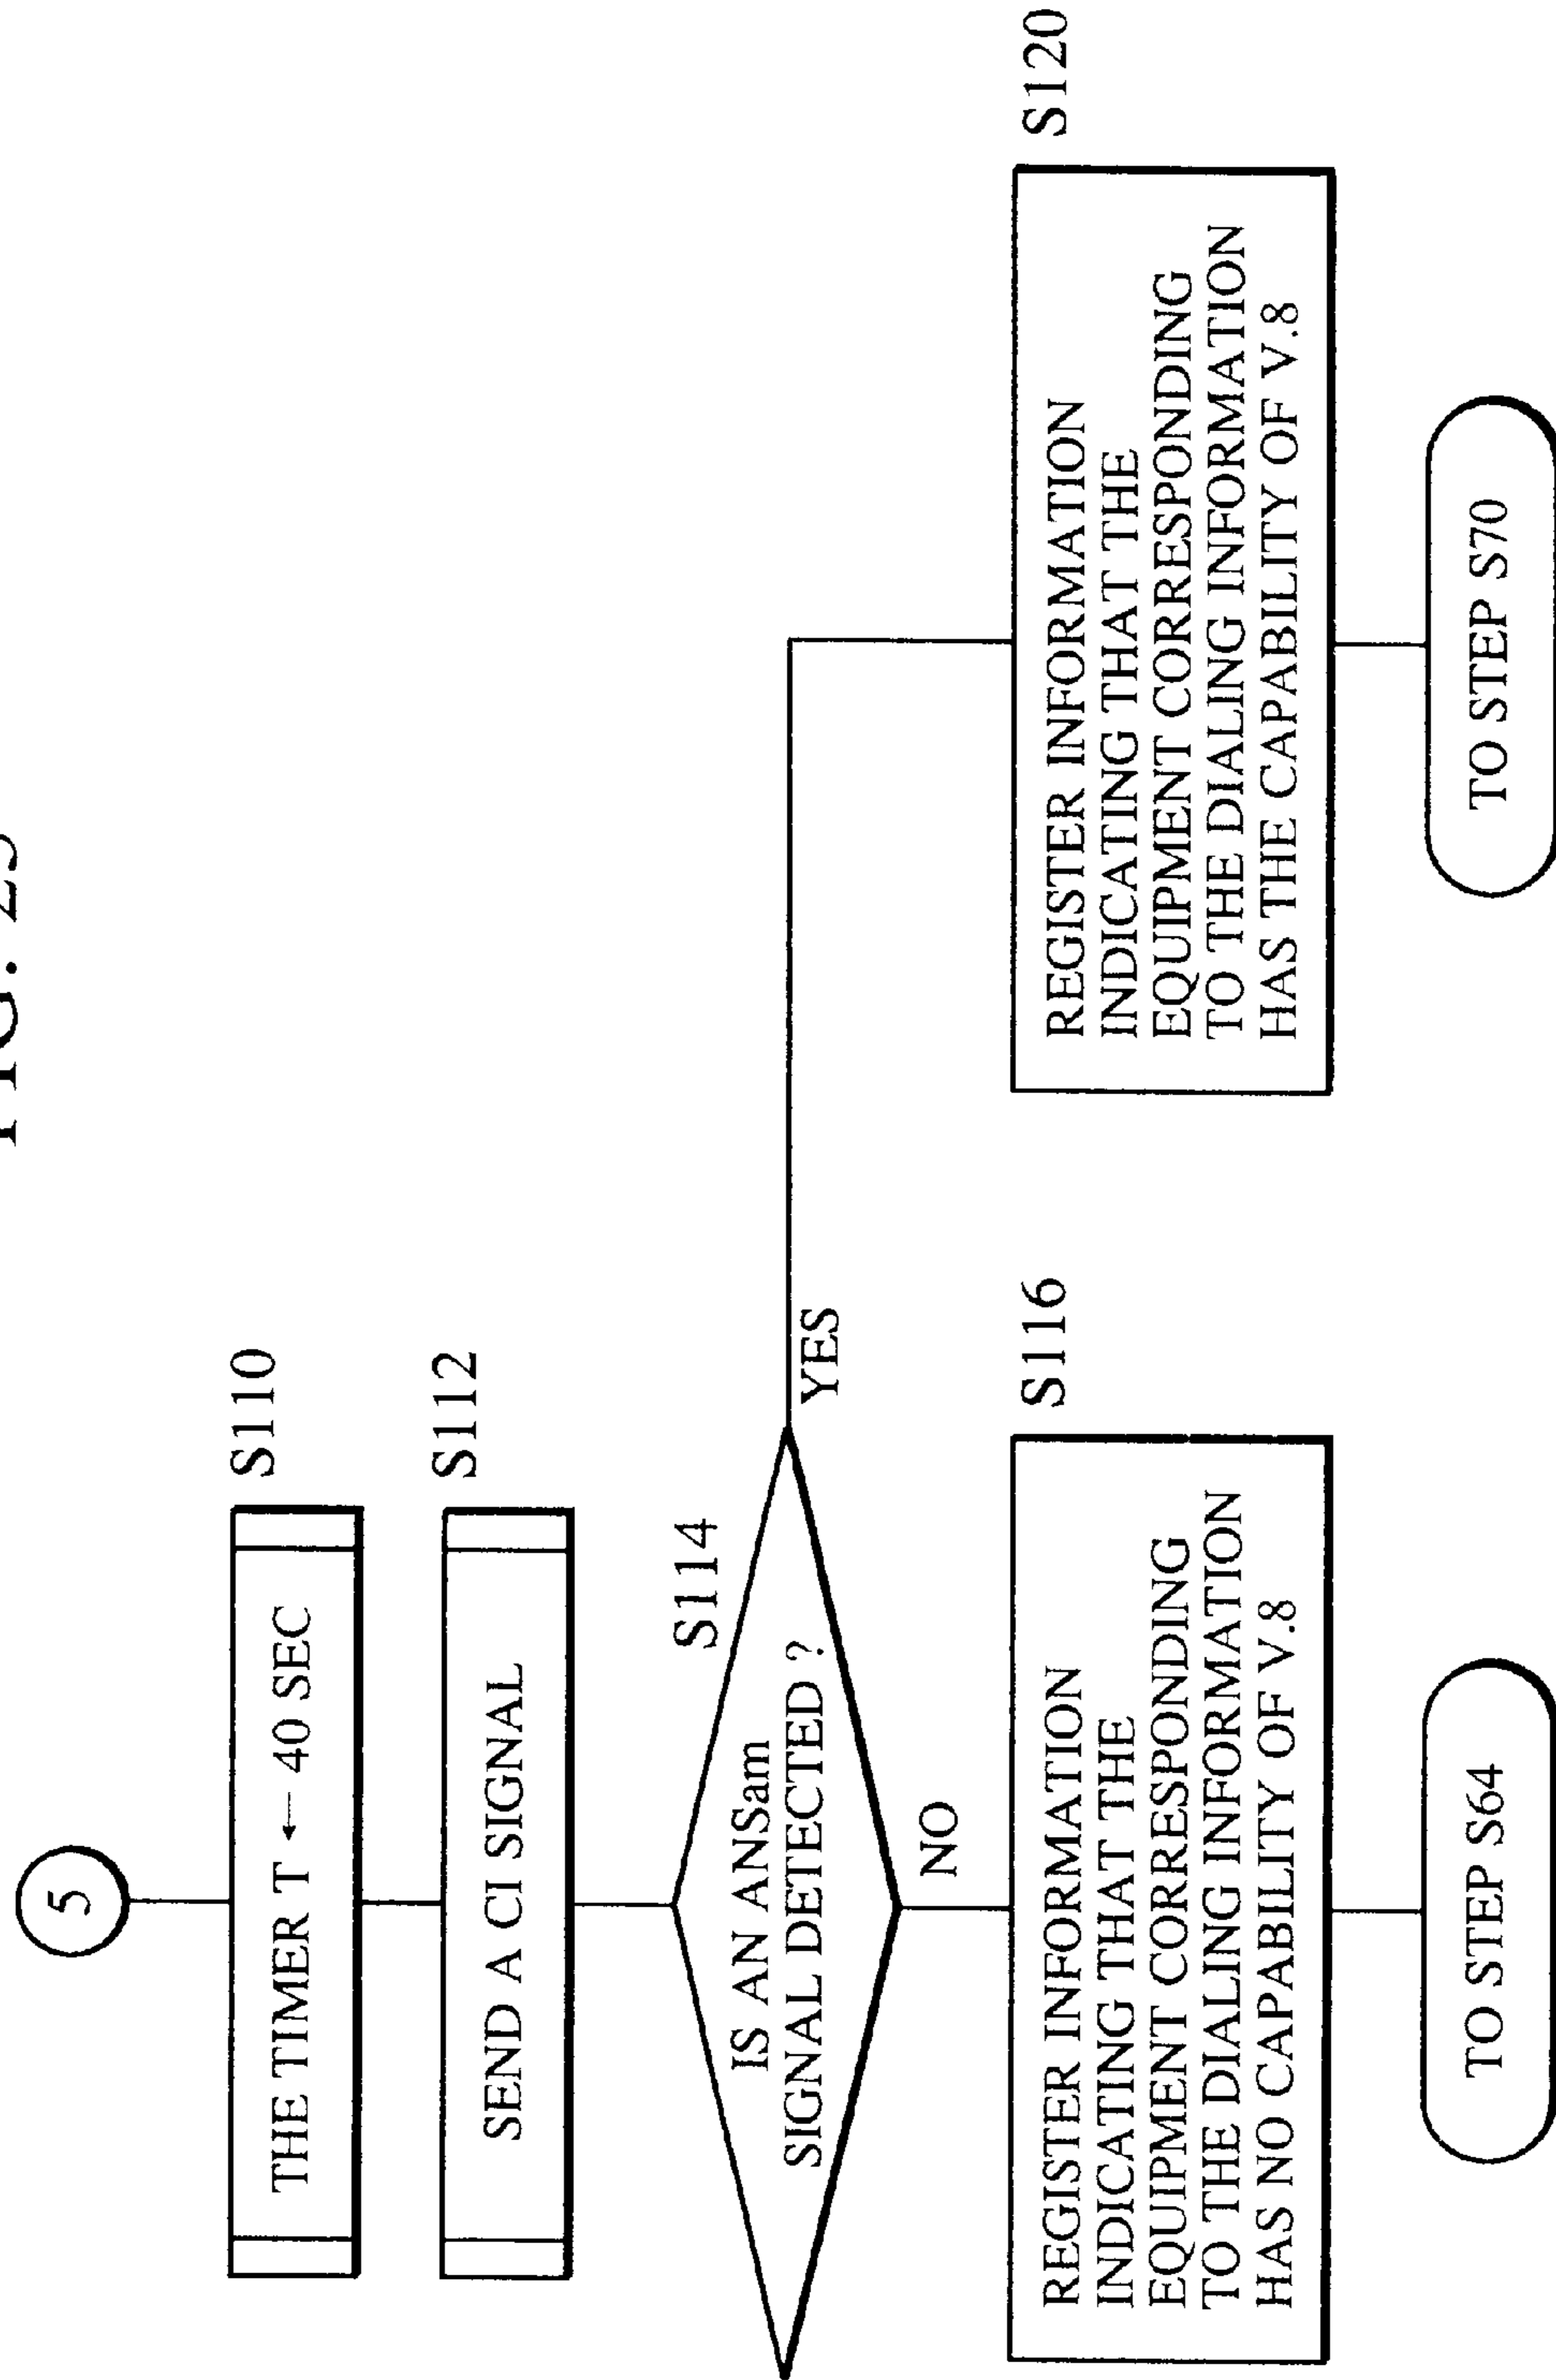 5
THE TIMER T ← 40 SEC
S110
SEND A CI SIGNAL
S112
S114
IS AN ANSam
SIGNAL DETECTED ?
YES
NO
REGISTER INFORMATION
INDICATING THAT THE
EQUIPMENT CORRESPONDING
TO THE DIALING INFORMATION
HAS NO CAPABILITY OF V.8
S116
TO STEP S64
REGISTER INFORMATION
INDICATING THAT THE
EQUIPMENT CORRESPONDING
TO THE DIALING INFORMATION
HAS THE CAPABILITY OF V.8
S120
TO STEP S70